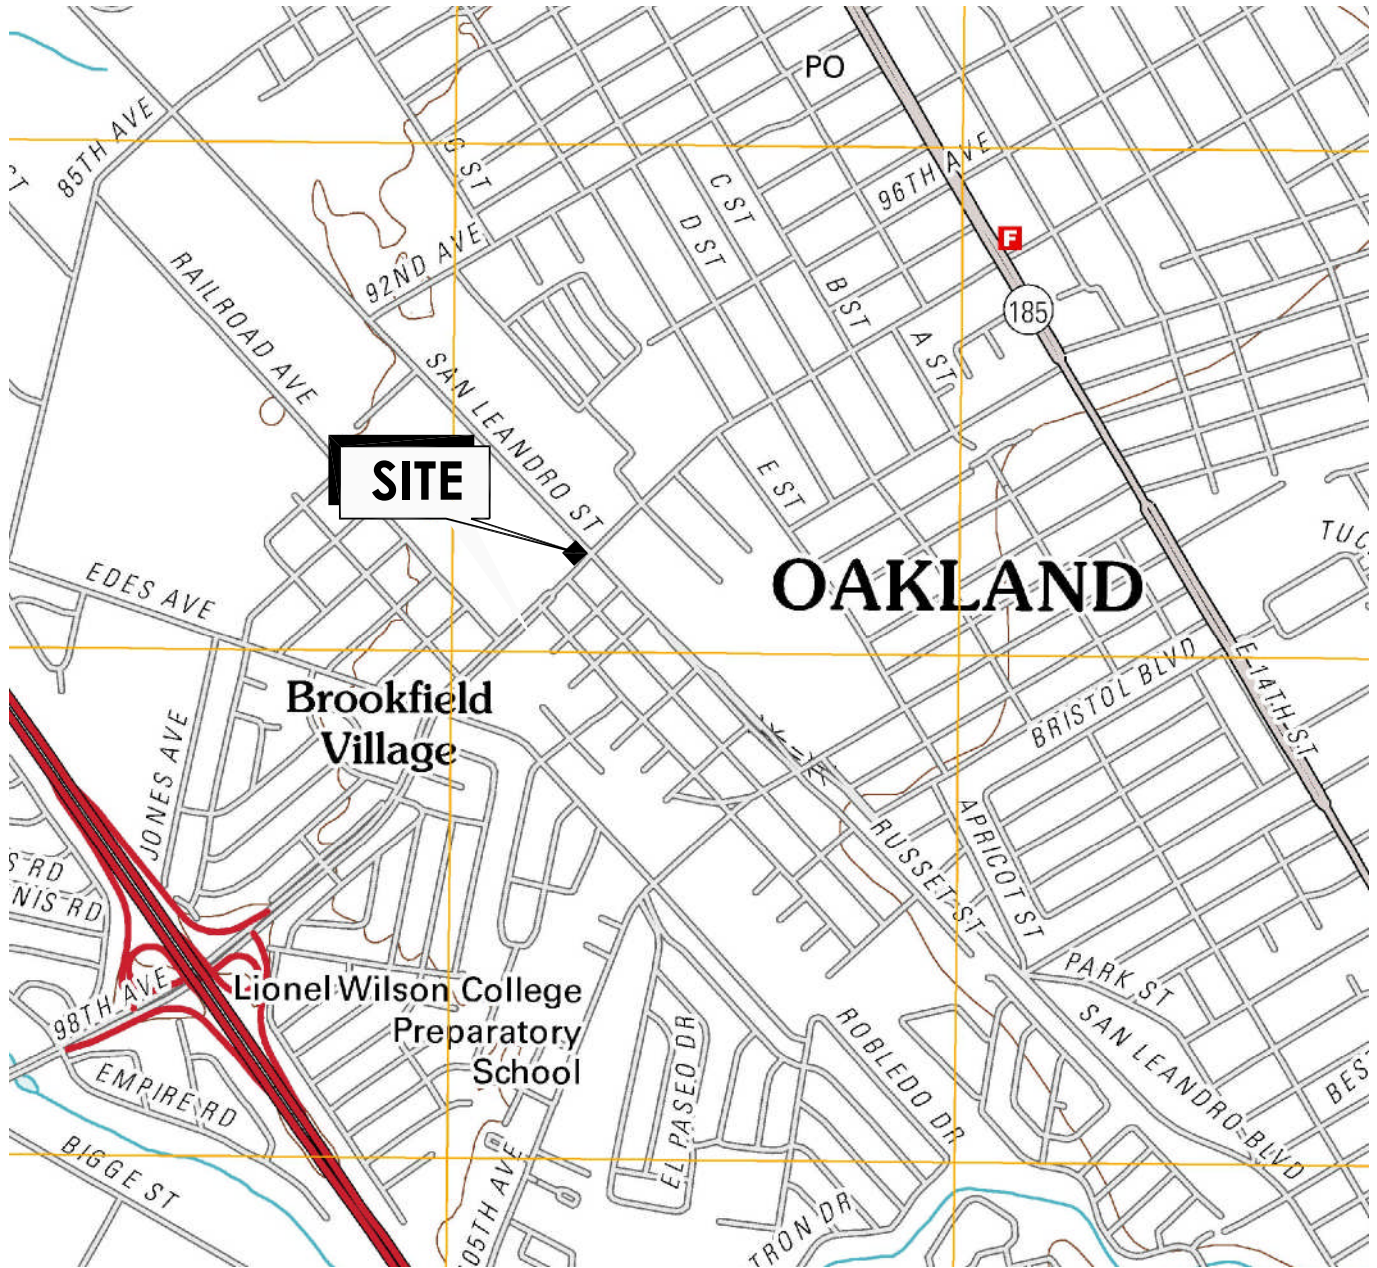 PO
85TH AVE
G ST
96TH AVE
C ST
D ST
F
92ND AVE
RAILROAD AVE
B ST
185
A ST
SAN LEANDRO ST
SITE
E ST
OAKLAND
EDES AVE
E 14TH ST
BRISTOL BLVD
Brookfield
Village
JONES AVE
RUSSET ST
APRICOT ST
S RD
NIS RD
98TH AVE
PARK ST
Lionel Wilson College
Preparatory
School
SAN LEANDRO BLVD
ROBLEDO DR
EL PASEO DR
EMPIRE RD
BIGGE ST
05TH AVE
TRON DR
BES
TUC